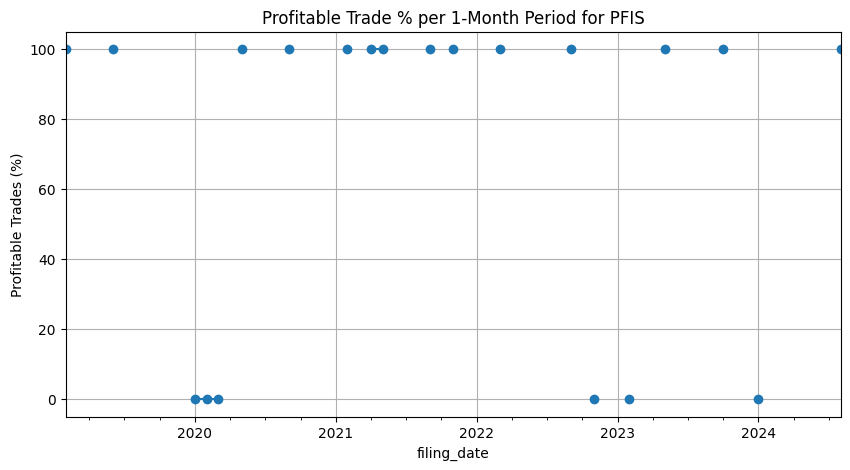 Profitable Trade % per 1-Month Period for PFIS
100
80
60
40
20
0
Profitable Trades (%)
2020 2021 2022 2023 2024
filing_date